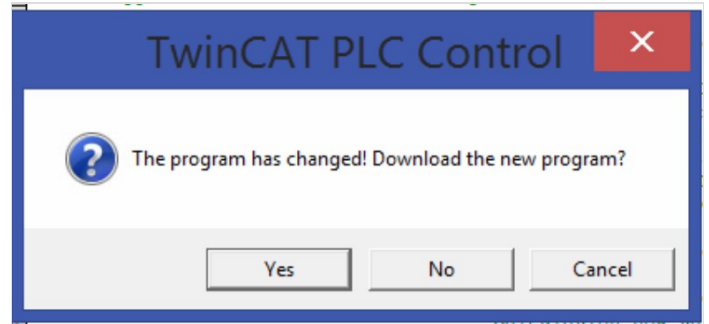 TwinCAT PLC Control
The program has changed! Download the new program?
Yes
No
Cancel